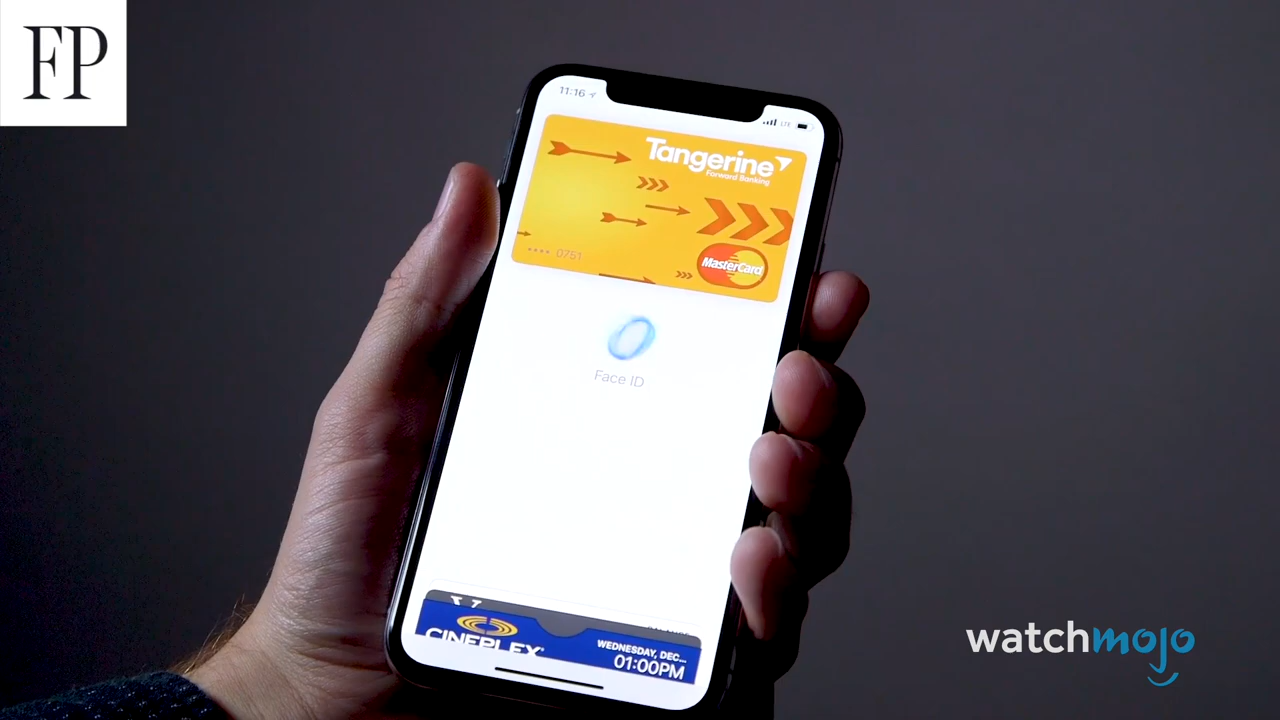 FP
11:16
LTE
Tangerine
Forward Banking
**** 0751
MasterCard
Face ID
CINEPLEX
WEDNESDAY, DEC...
01:00PM
watchmojo